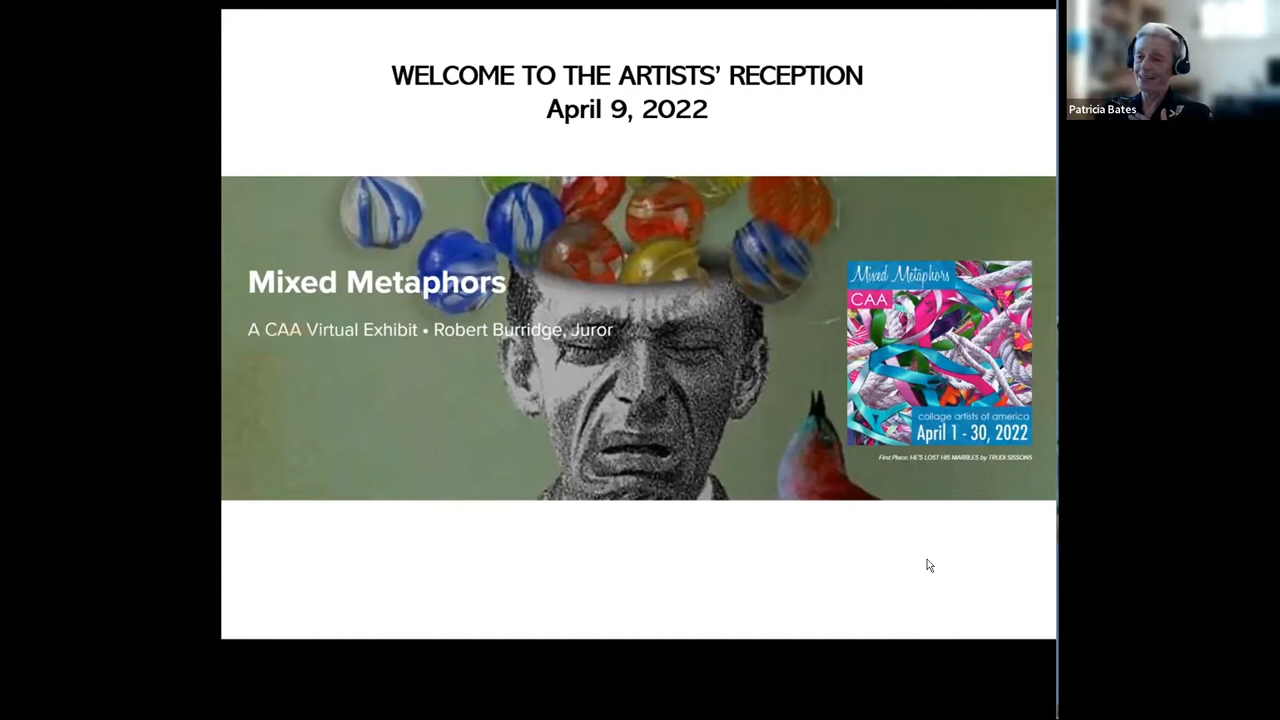 WELCOME TO THE ARTISTS’ RECEPTION
April 9, 2022
Patricia Bates
Mixed Metaphors
A CAA Virtual Exhibit • Robert Burridge, Juror
Mixed Metaphors
CAA
collage artists of america
April 1 - 30, 2022
First Place: HE'S LOST HIS MARBLES by TRUDI SISSONS